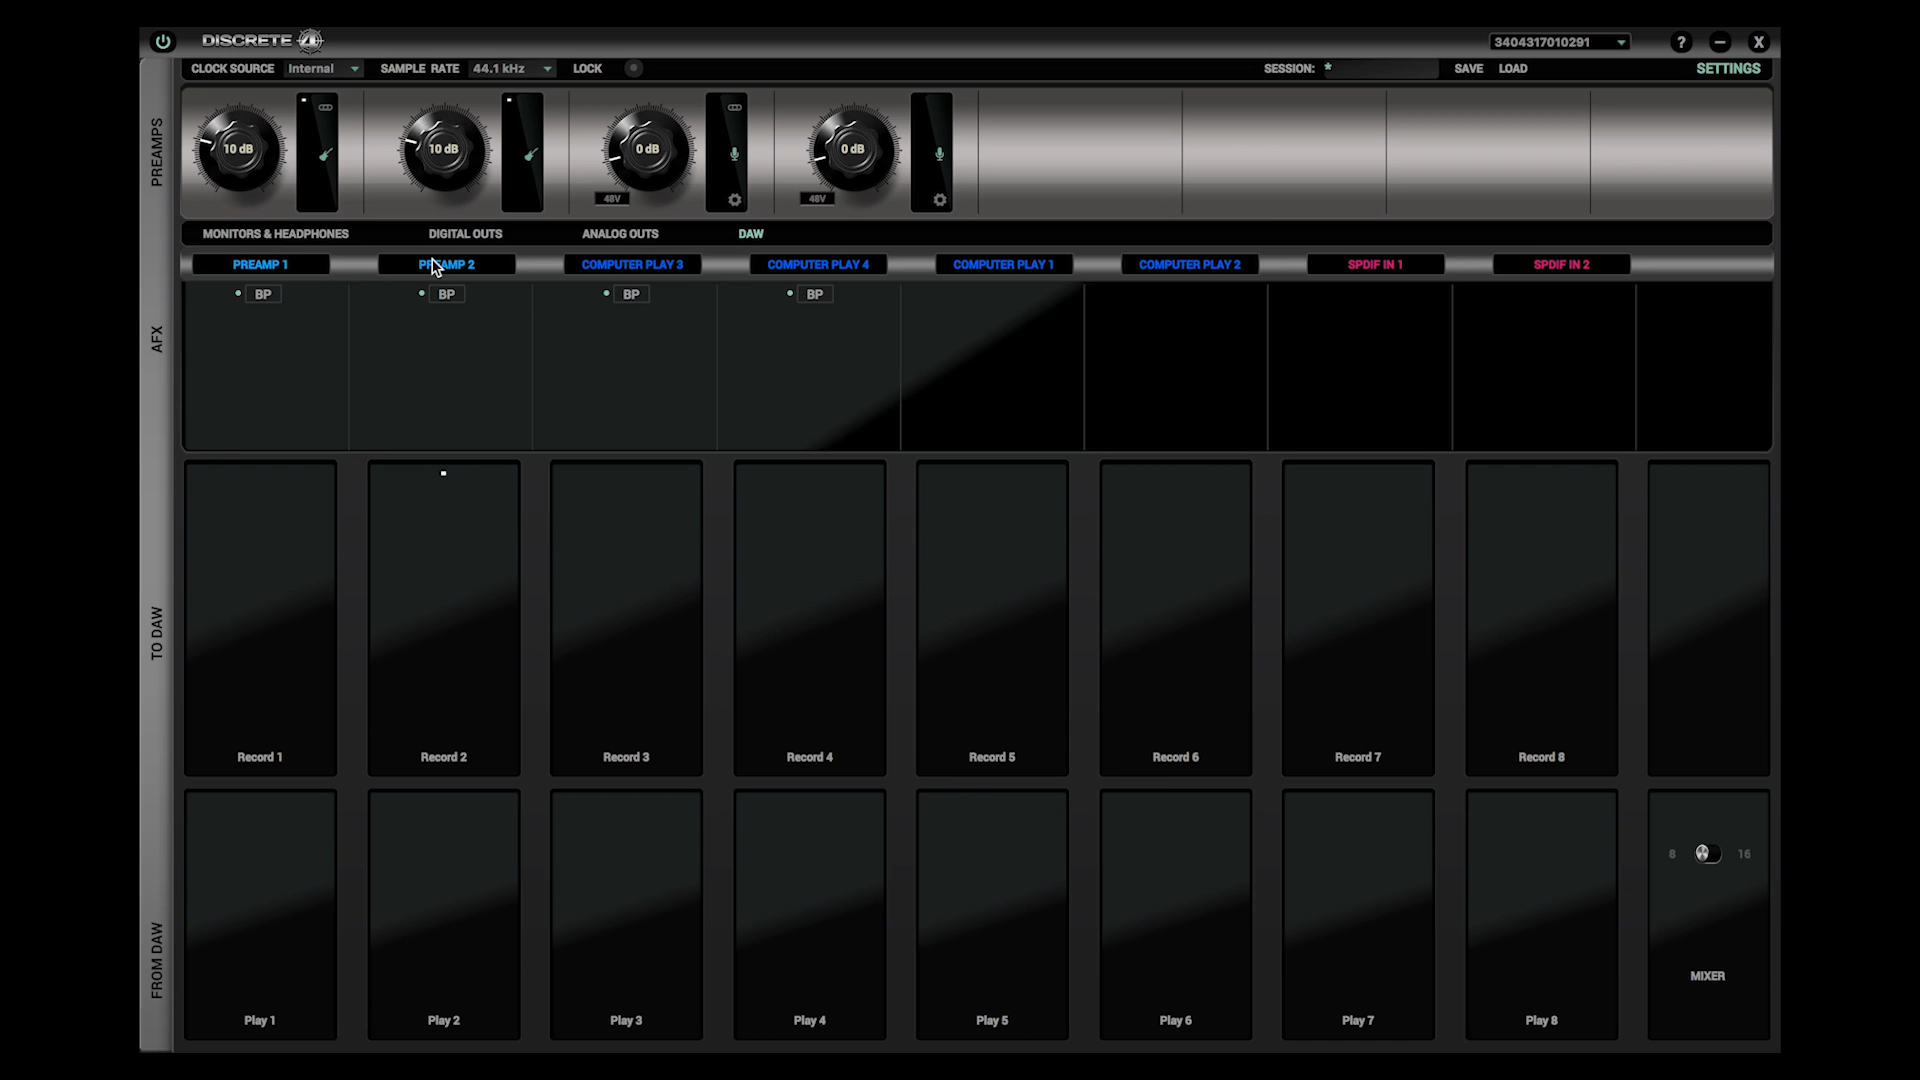 DISCRETE 4
3404317010291
?
X
CLOCK SOURCE Internal SAMPLE RATE 44.1 kHz LOCK SESSION: * SAVE LOAD SETTINGS
PREAMPS
10 dB 10 dB 0 dB 0 dB
48V 48V
MONITORS & HEADPHONES DIGITAL OUTS ANALOG OUTS DAW
PREAMP 1 PREAMP 2 COMPUTER PLAY 3 COMPUTER PLAY 4 COMPUTER PLAY 1 COMPUTER PLAY 2 SPDIF IN 1 SPDIF IN 2
BP BP BP BP
AFX
TO DAW
Record 1 Record 2 Record 3 Record 4 Record 5 Record 6 Record 7 Record 8
8 16
FROM DAW
MIXER
Play 1 Play 2 Play 3 Play 4 Play 5 Play 6 Play 7 Play 8